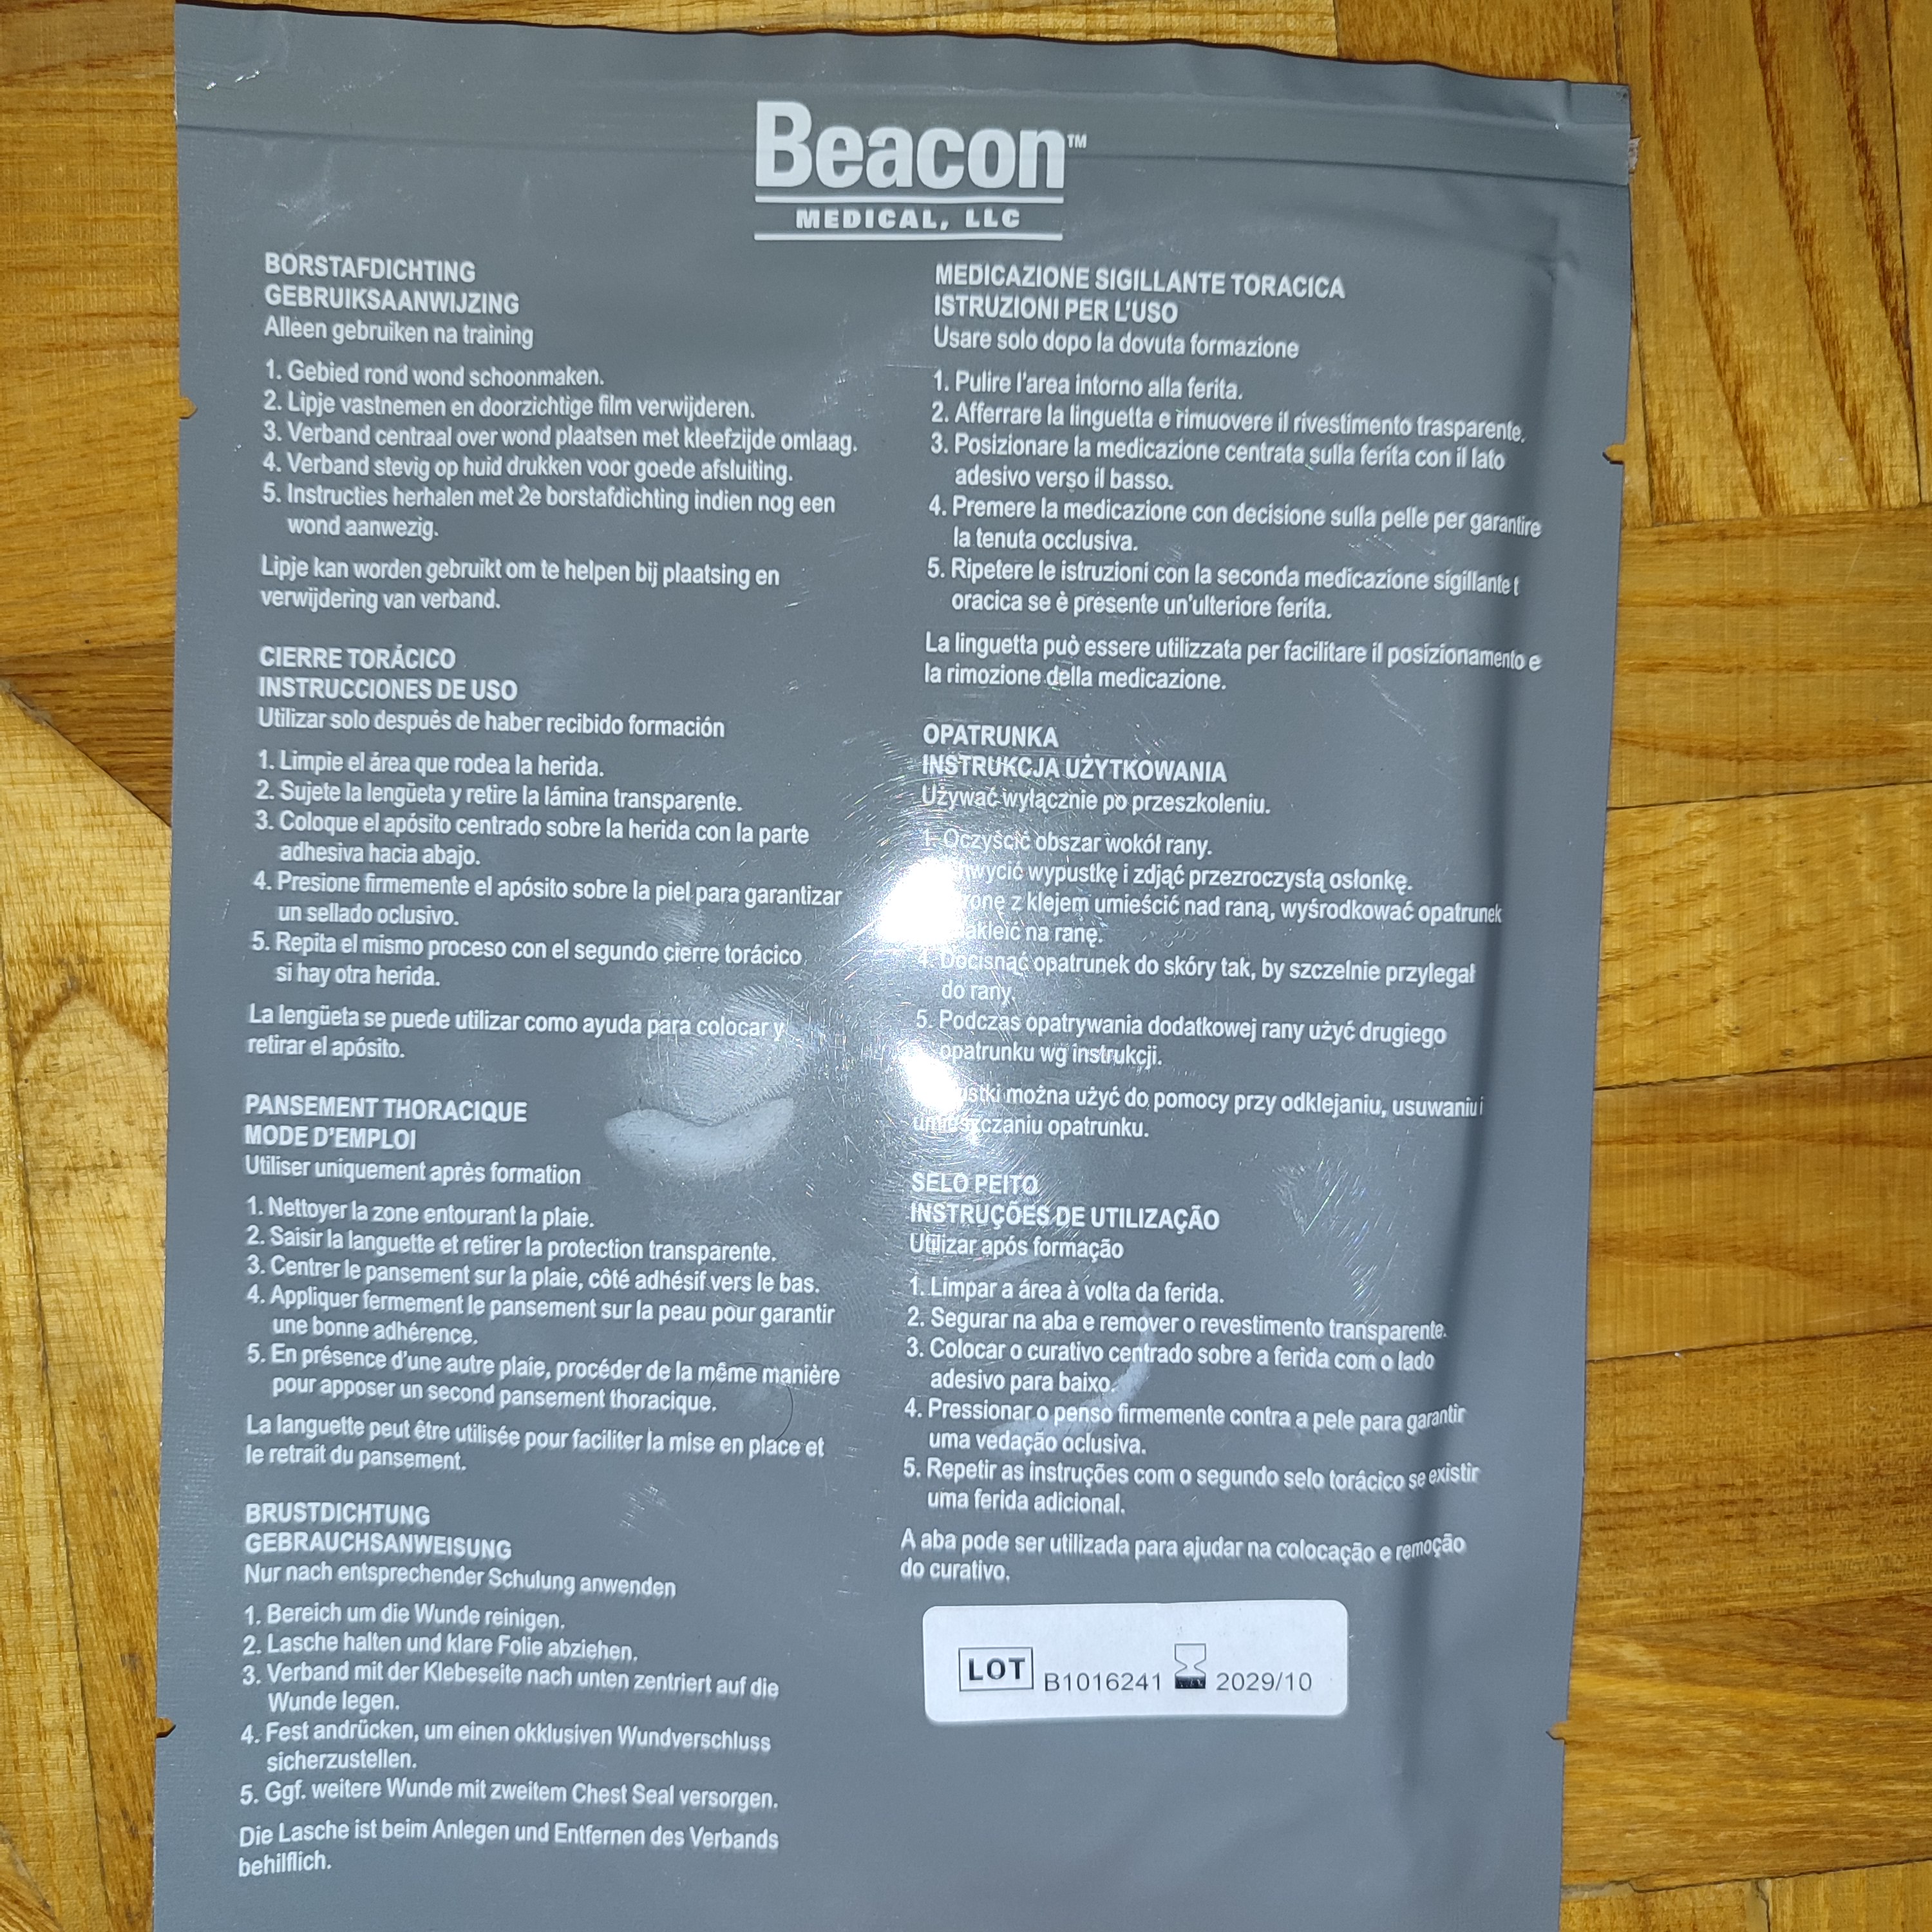 Beacon™
MEDICAL, LLC
BORSTAFDICHTING
GEBRUIKSAANWIJZING
Alleen gebruiken na training
1. Gebied rond wond schoonmaken.
2. Lipje vastnemen en doorzichtige film verwijderen.
3. Verband centraal over wond plaatsen met kleefzijde omlaag.
4. Verband stevig op huid drukken voor goede afsluiting.
5. Instructies herhalen met 2e borstafdichting indien nog een
wond aanwezig.
Lipje kan worden gebruikt om te helpen bij plaatsing en
verwijdering van verband.
CIERRE TORÁCICO
INSTRUCCIONES DE USO
Utilizar solo después de haber recibido formación
1. Limpie el área que rodea la herida.
2. Sujete la lengüeta y retire la lámina transparente.
3. Coloque el apósito centrado sobre la herida con la parte
adhesiva hacia abajo.
4. Presione firmemente el apósito sobre la piel para garantizar
un sellado oclusivo.
5. Repita el mismo proceso con el segundo cierre torácico
si hay otra herida.
La lengüeta se puede utilizar como ayuda para colocar y
retirar el apósito.
PANSEMENT THORACIQUE
MODE D'EMPLOI
Utiliser uniquement après formation
1. Nettoyer la zone entourant la plaie.
2. Saisir la languette et retirer la protection transparente.
3. Centrer le pansement sur la plaie, côté adhésif vers le bas.
4. Appliquer fermement le pansement sur la peau pour garantir
une bonne adhérence.
5. En présence d'une autre plaie, procéder de la même manière
pour apposer un second pansement thoracique.
La languette peut être utilisée pour faciliter la mise en place et
le retrait du pansement.
BRUSTDICHTUNG
GEBRAUCHSANWEISUNG
Nur nach entsprechender Schulung anwenden
1. Bereich um die Wunde reinigen.
2. Lasche halten und klare Folie abziehen.
3. Verband mit der Klebeseite nach unten zentriert auf die
Wunde legen.
4. Fest andrücken, um einen okklusiven Wundverschluss
sicherzustellen.
5. Ggf. weitere Wunde mit zweitem Chest Seal versorgen.
Die Lasche ist beim Anlegen und Entfernen des Verbands
behilflich.
MEDICAZIONE SIGILLANTE TORACICA
ISTRUZIONI PER L'USO
Usare solo dopo la dovuta formazione
1. Pulire l'area intorno alla ferita.
2. Afferrare la linguetta e rimuovere il rivestimento trasparente.
3. Posizionare la medicazione centrata sulla ferita con il lato
adesivo verso il basso.
4. Premere la medicazione con decisione sulla pelle per garantire
la tenuta occlusiva.
5. Ripetere le istruzioni con la seconda medicazione sigillante t
oracica se è presente un'ulteriore ferita.
La linguetta può essere utilizzata per facilitare il posizionamento e
la rimozione della medicazione.
OPATRUNKA
INSTRUKCJA UŻYTKOWANIA
Używać wyłącznie po przeszkoleniu.
1. Oczyścić obszar wokół rany.
wypustkę i zdjąć przezroczystą osłonkę.
z klejem umieścić nad raną, wyśrodkować opatrunek
na ranę.
4. Docisnąć opatrunek do skóry tak, by szczelnie przylegał
do rany.
5. Podczas opatrywania dodatkowej rany użyć drugiego
opatrunku wg instrukcji.
można użyć do pomocy przy odklejaniu, usuwaniu i
umieszczaniu opatrunku.
SELO PEITO
INSTRUÇÕES DE UTILIZAÇÃO
Utilizar após formação
1. Limpar a área à volta da ferida.
2. Segurar na aba e remover o revestimento transparente.
3. Colocar o curativo centrado sobre a ferida com o lado
adesivo para baixo.
4. Pressionar o penso firmemente contra a pele para garantir
uma vedação oclusiva.
5. Repetir as instruções com o segundo selo torácico se existir
uma ferida adicional.
A aba pode ser utilizada para ajudar na colocação e remoção
do curativo.
LOT B1016241 2029/10